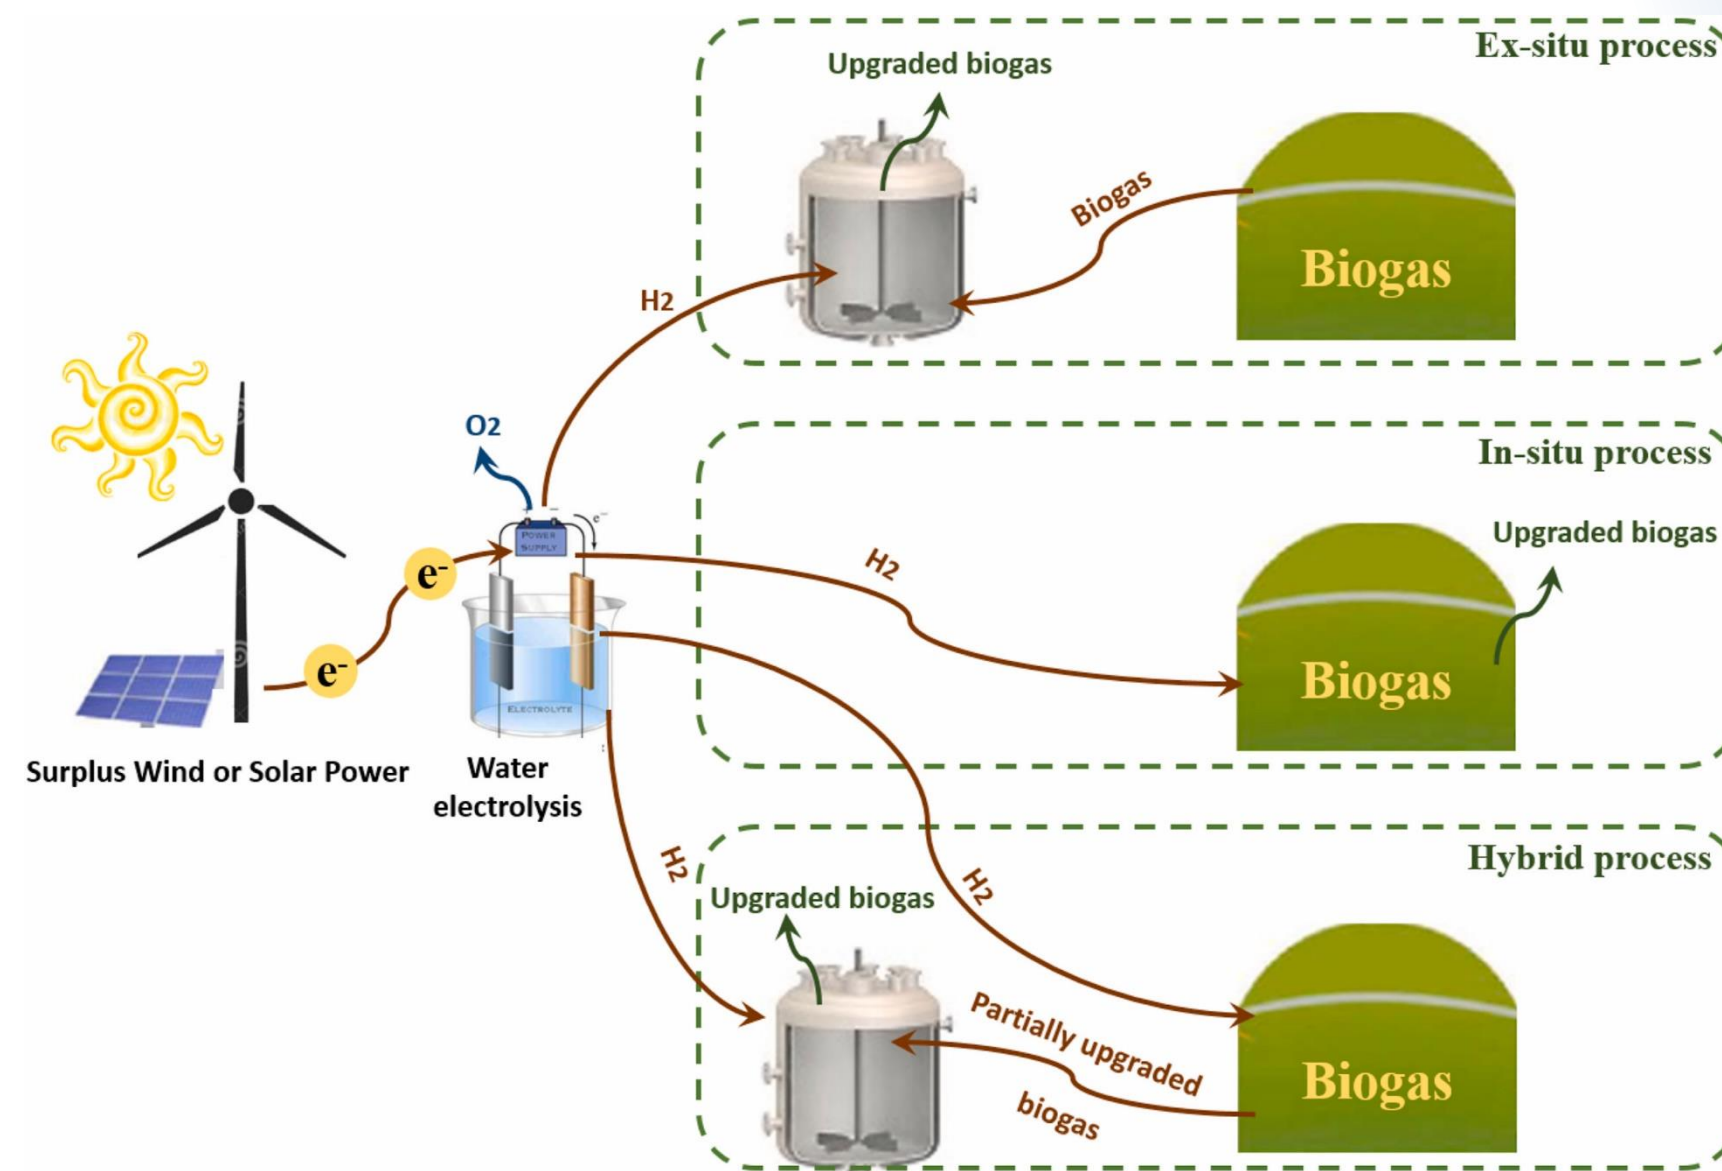 Ex-situ process
Upgraded biogas
Biogas
Biogas
H2
O2
In-situ process
Upgraded biogas
H2
Biogas
e-
e-
+ −
e−
POWER
SUPPLY
ELECTROLYTE
Surplus Wind or Solar Power
Water
electrolysis
Hybrid process
H2
H2
Upgraded biogas
Partially upgraded
biogas
Biogas